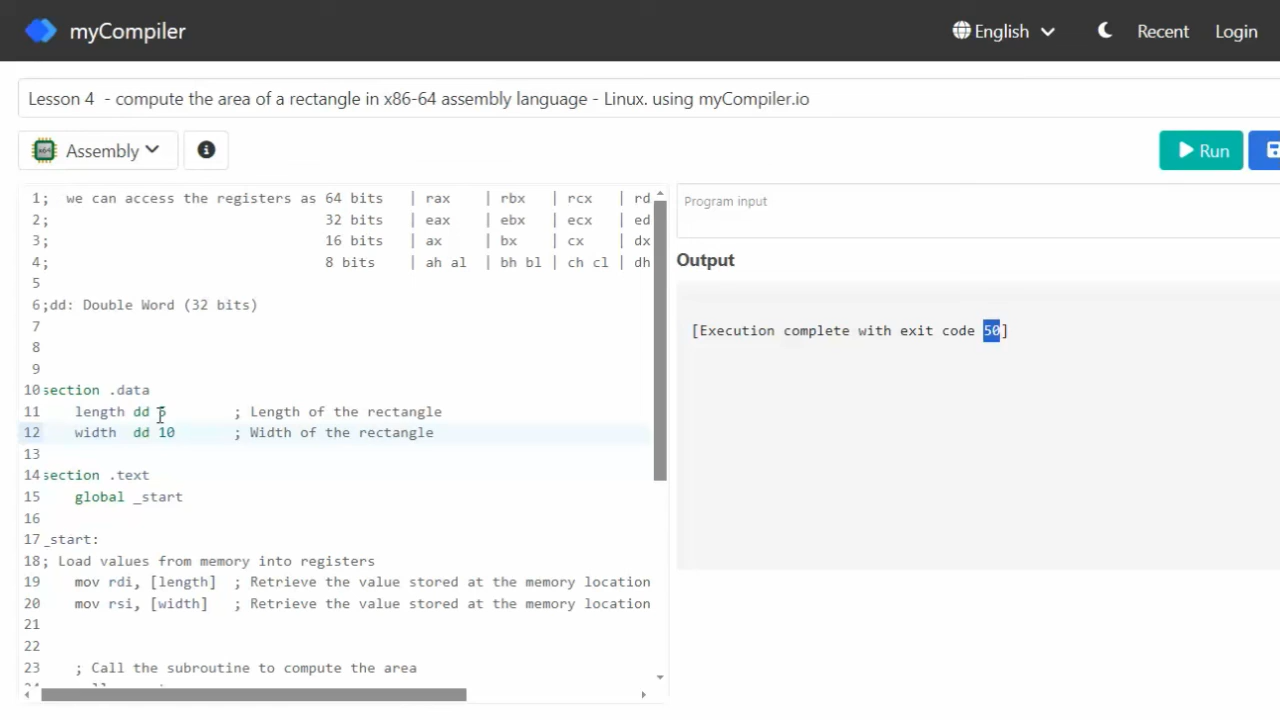 myCompiler
English
Recent
Login
Lesson 4 - compute the area of a rectangle in x86-64 assembly language - Linux. using myCompiler.io
Assembly
Run
1; we can access the registers as 64 bits | rax | rbx | rcx | rd
2; 32 bits | eax | ebx | ecx | ed
3; 16 bits | ax | bx | cx | dx
4; 8 bits | ah al | bh bl | ch cl | dh
5
6;dd: Double Word (32 bits)
7
8
9
10 section .data
11 length dd 5 ; Length of the rectangle
12 width dd 10 ; Width of the rectangle
13
14 section .text
15 global _start
16
17 _start:
18; Load values from memory into registers
19 mov rdi, [length] ; Retrieve the value stored at the memory location
20 mov rsi, [width] ; Retrieve the value stored at the memory location
21
22
23 ; Call the subroutine to compute the area
Program input
Output
[Execution complete with exit code 50]